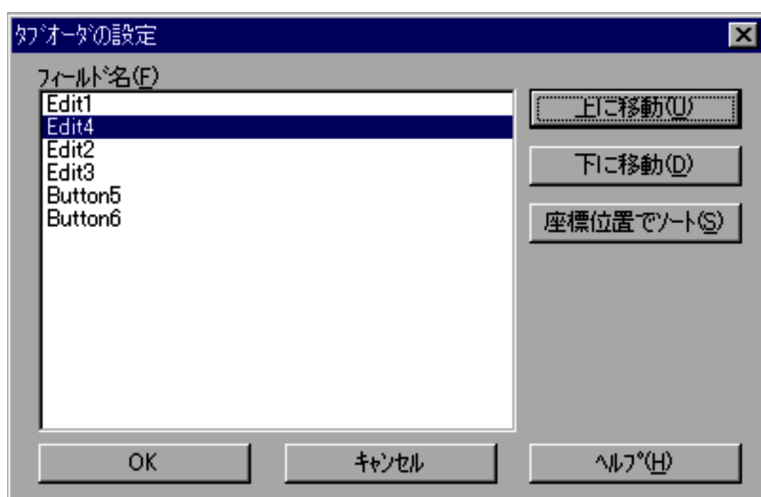 ﾀﾌﾞｵｰﾀﾞの設定
ﾌｨｰﾙﾄﾞ名(F)
Edit1
Edit4
Edit2
Edit3
Button5
Button6
上に移動(U)
下に移動(D)
座標位置でｿｰﾄ(S)
OK
ｷｬﾝｾﾙ
ﾍﾙﾌﾟ(H)